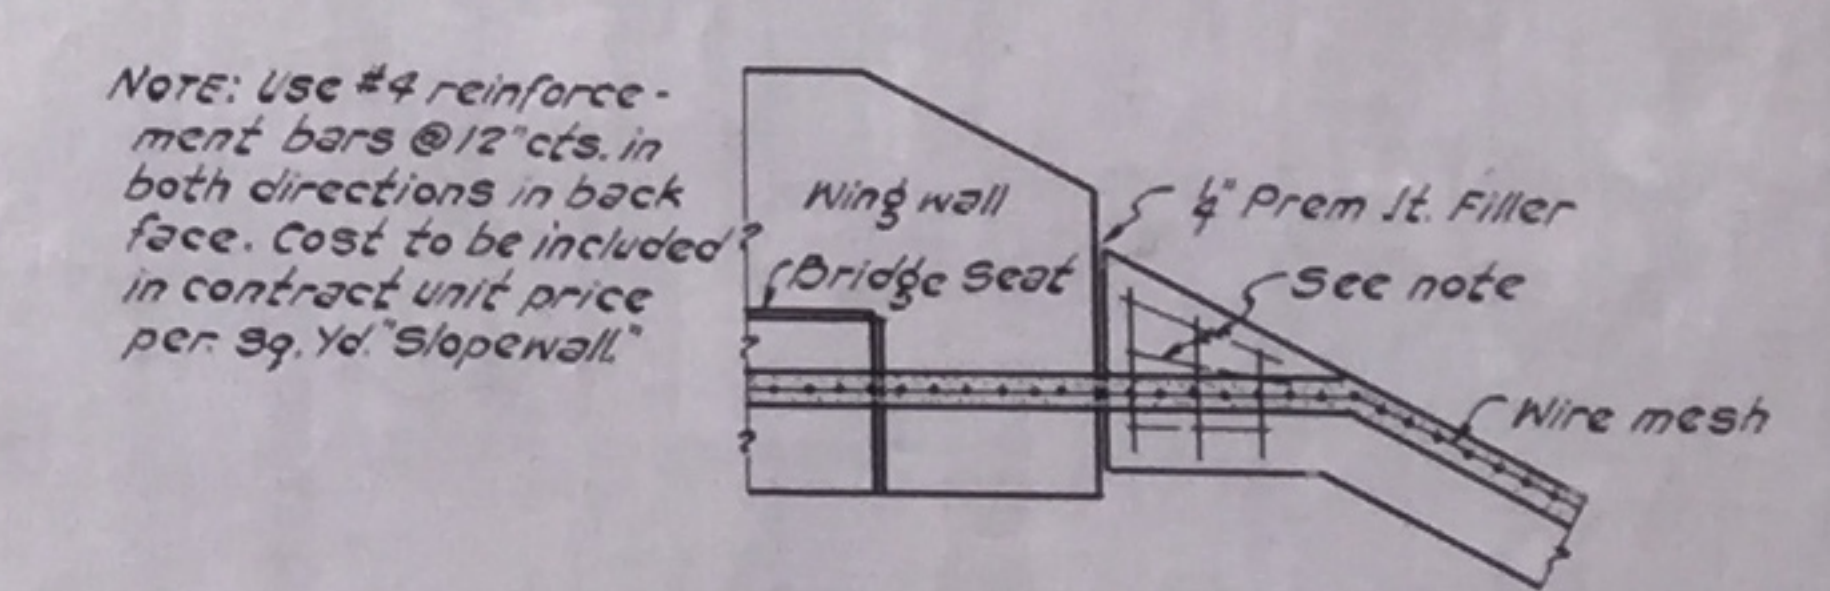 NOTE: Use #4 reinforce-
ment bars @ 12" cts. in
both directions in back
face. Cost to be included
in contract unit price
per. Sq. Yd. "Slopewall."
Wing wall
Bridge Seat
1/4" Prem Jt. Filler
See note
Wire mesh